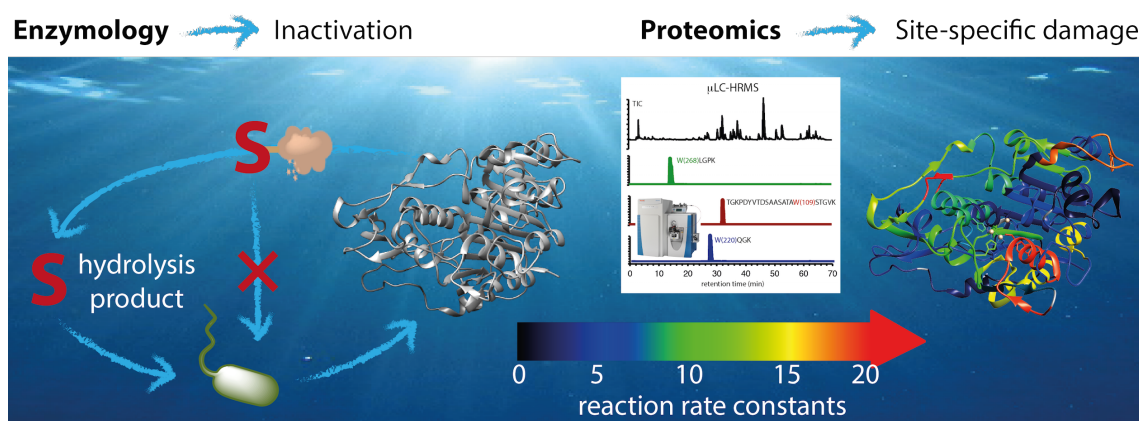 Enzymology Inactivation
Proteomics Site-specific damage
S
S hydrolysis
product
μLC-HRMS
TIC
W(268)LGPK
TGKPDYVTDSAASATAW(109)STGVK
W(220)QGK
0 10 20 30 40 50 60 70
retention time (min)
0 5 10 15 20
reaction rate constants